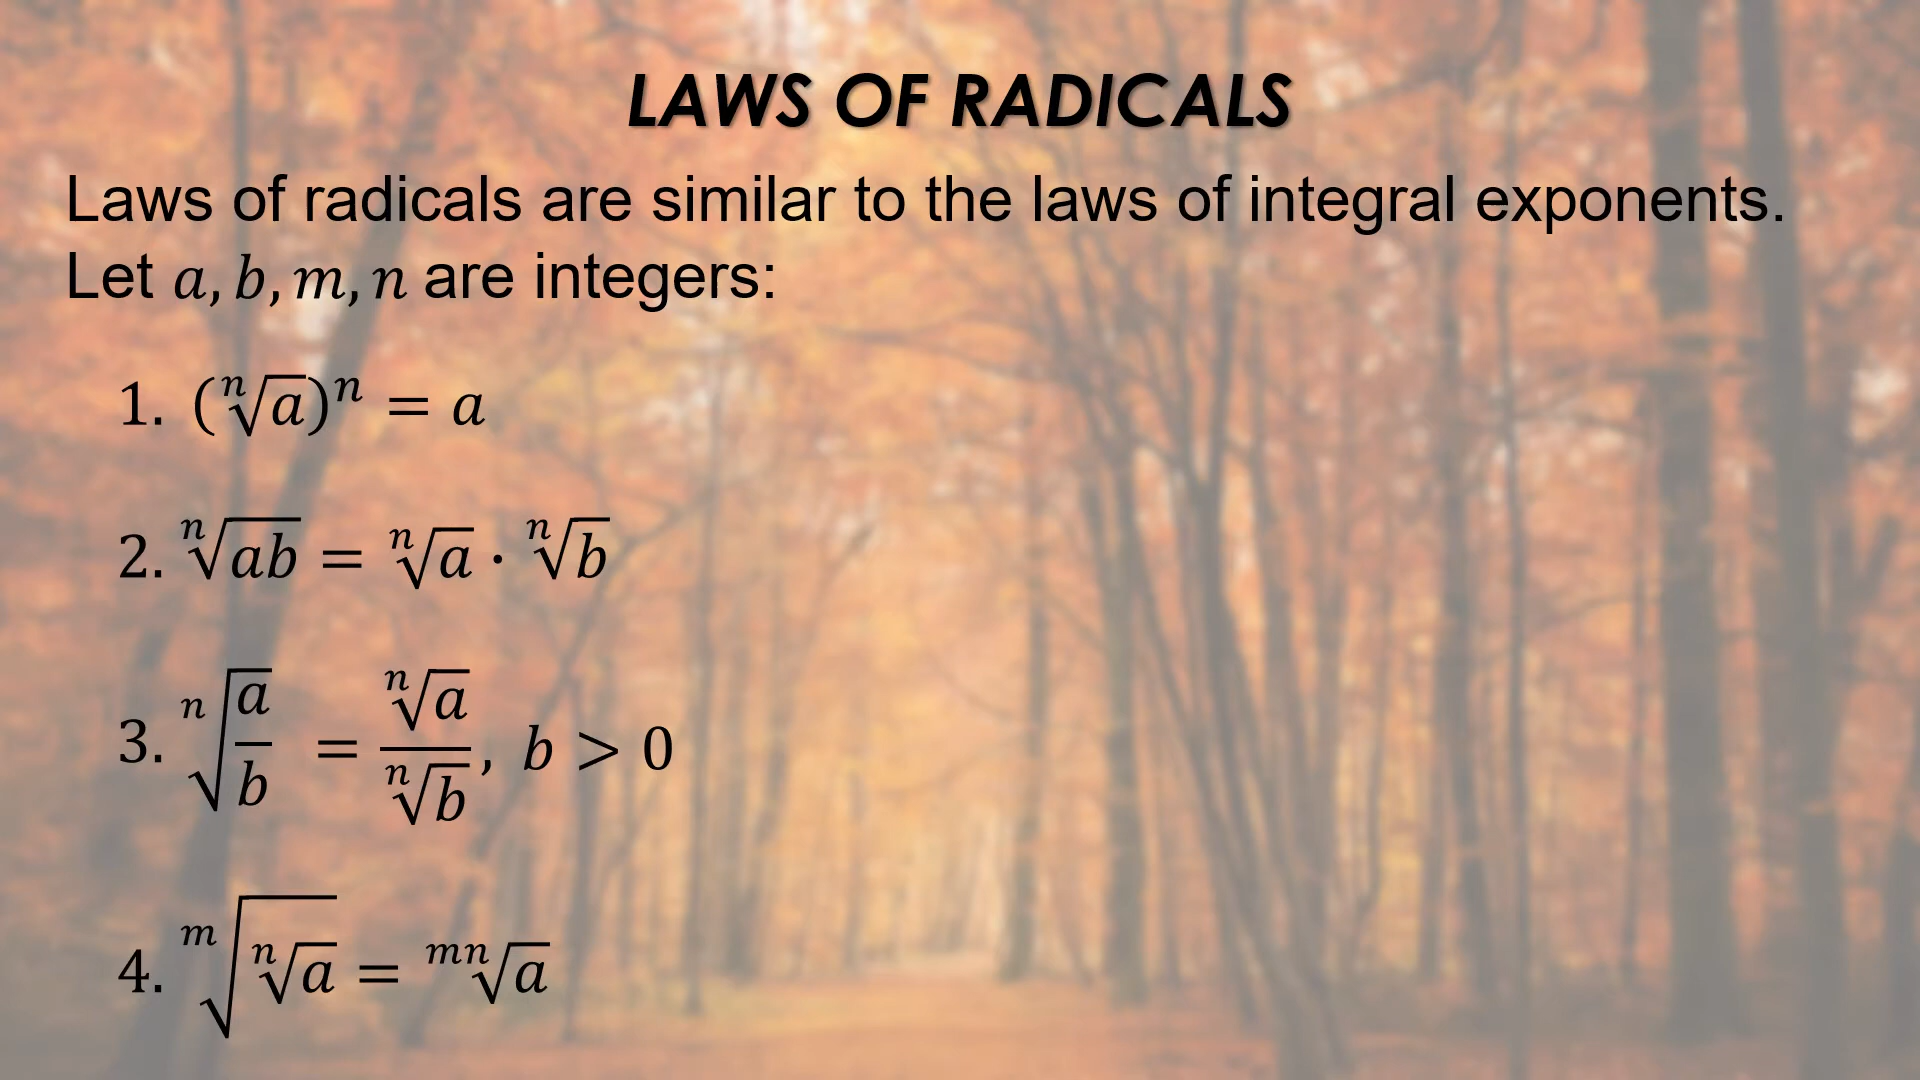 LAWS OF RADICALS
Laws of radicals are similar to the laws of integral exponents.
Let a, b, m, n are integers:
1. (ⁿ√a)ⁿ = a
2. ⁿ√(ab) = ⁿ√a · ⁿ√b
3. ⁿ√(a/b) = ⁿ√a / ⁿ√b, b > 0
4. ᵐ√(ⁿ√a) = ᵐⁿ√a